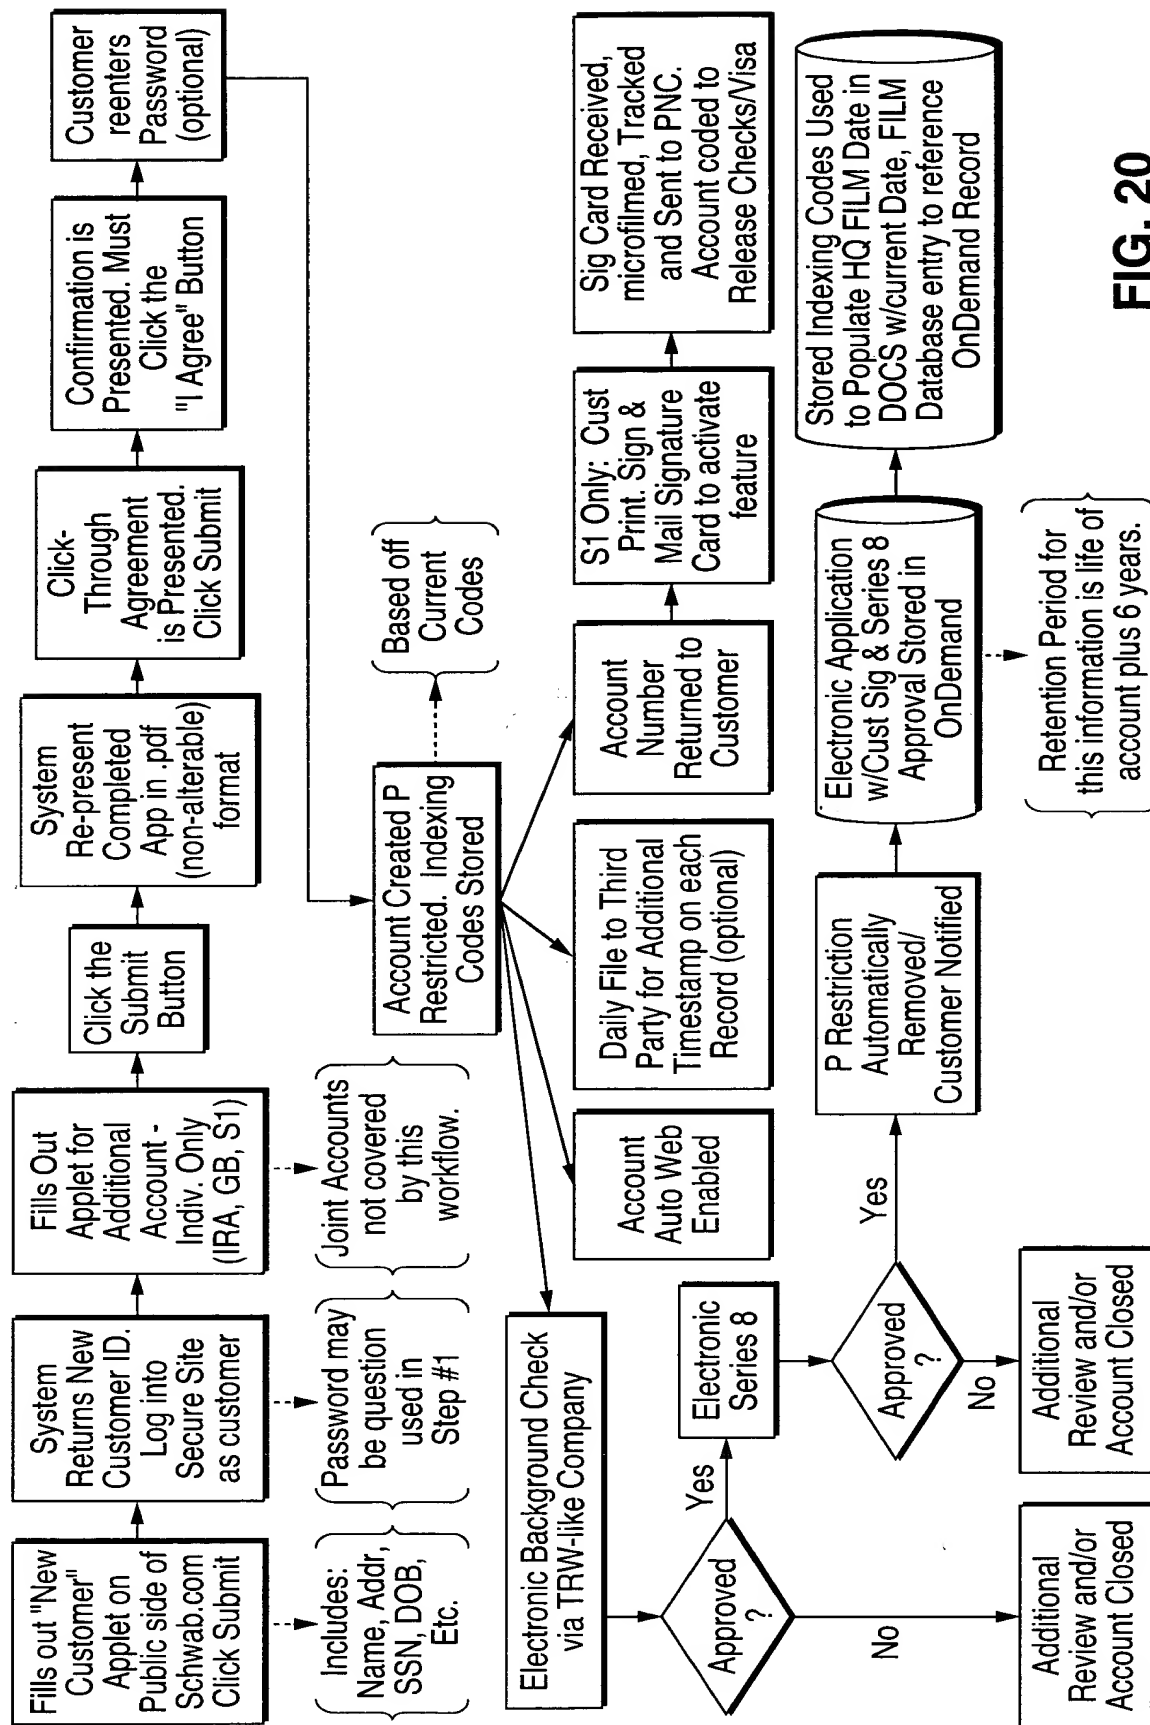 Fills out "New
Customer"
Applet on
Public side of
Schwab.com
Click Submit
System
Returns New
Customer ID.
Log into
Secure Site
as customer
Fills Out
Applet for
Additional
Account -
Indiv. Only
(IRA, GB, S1)
Click the
Submit
Button
System
Re-present
Completed
App in .pdf
(non-alterable)
format
Click-
Through
Agreement
is Presented.
Click Submit
Confirmation is
Presented. Must
Click the
"I Agree" Button
Customer
reenters
Password
(optional)
Includes:
Name, Addr,
SSN, DOB,
Etc.
Password may
be question
used in
Step #1
Joint Accounts
not covered
by this
workflow.
Account Created P
Restricted. Indexing
Codes Stored
Based off
Current
Codes
Electronic Background Check
via TRW-like Company
Account
Auto Web
Enabled
Daily File to Third
Party for Additional
Timestamp on each
Record (optional)
Account
Number
Returned to
Customer
S1 Only: Cust
Print. Sign &
Mail Signature
Card to activate
feature
Sig Card Received,
microfilmed, Tracked
and Sent to PNC.
Account coded to
Release Checks/Visa
Approved
?
Yes
No
Electronic
Series 8
Approved
?
Yes
No
P Restriction
Automatically
Removed/
Customer Notified
Electronic Application
w/Cust Sig & Series 8
Approval Stored in
OnDemand
Stored Indexing Codes Used
to Populate HQ FILM Date in
DOCS w/current Date, FILM
Database entry to reference
OnDemand Record
Additional
Review and/or
Account Closed
Additional
Review and/or
Account Closed
Retention Period for
this information is life of
account plus 6 years.
FIG. 20